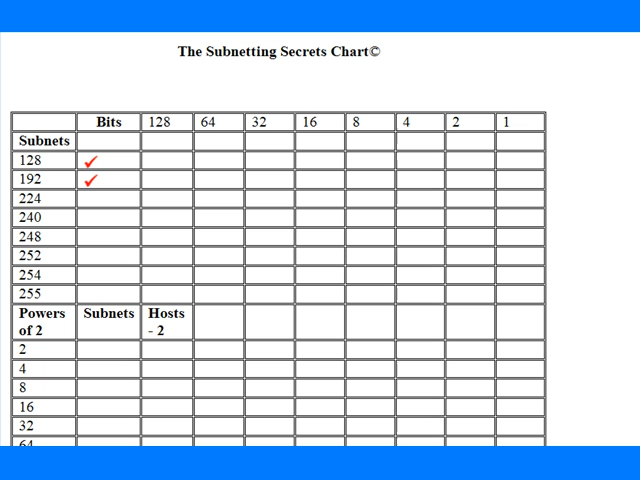 The Subnetting Secrets Chart©
Bits 128 64 32 16 8 4 2 1
Subnets
128
192
224
240
248
252
254
255
Powers Subnets Hosts
of 2 - 2
2
4
8
16
32
64